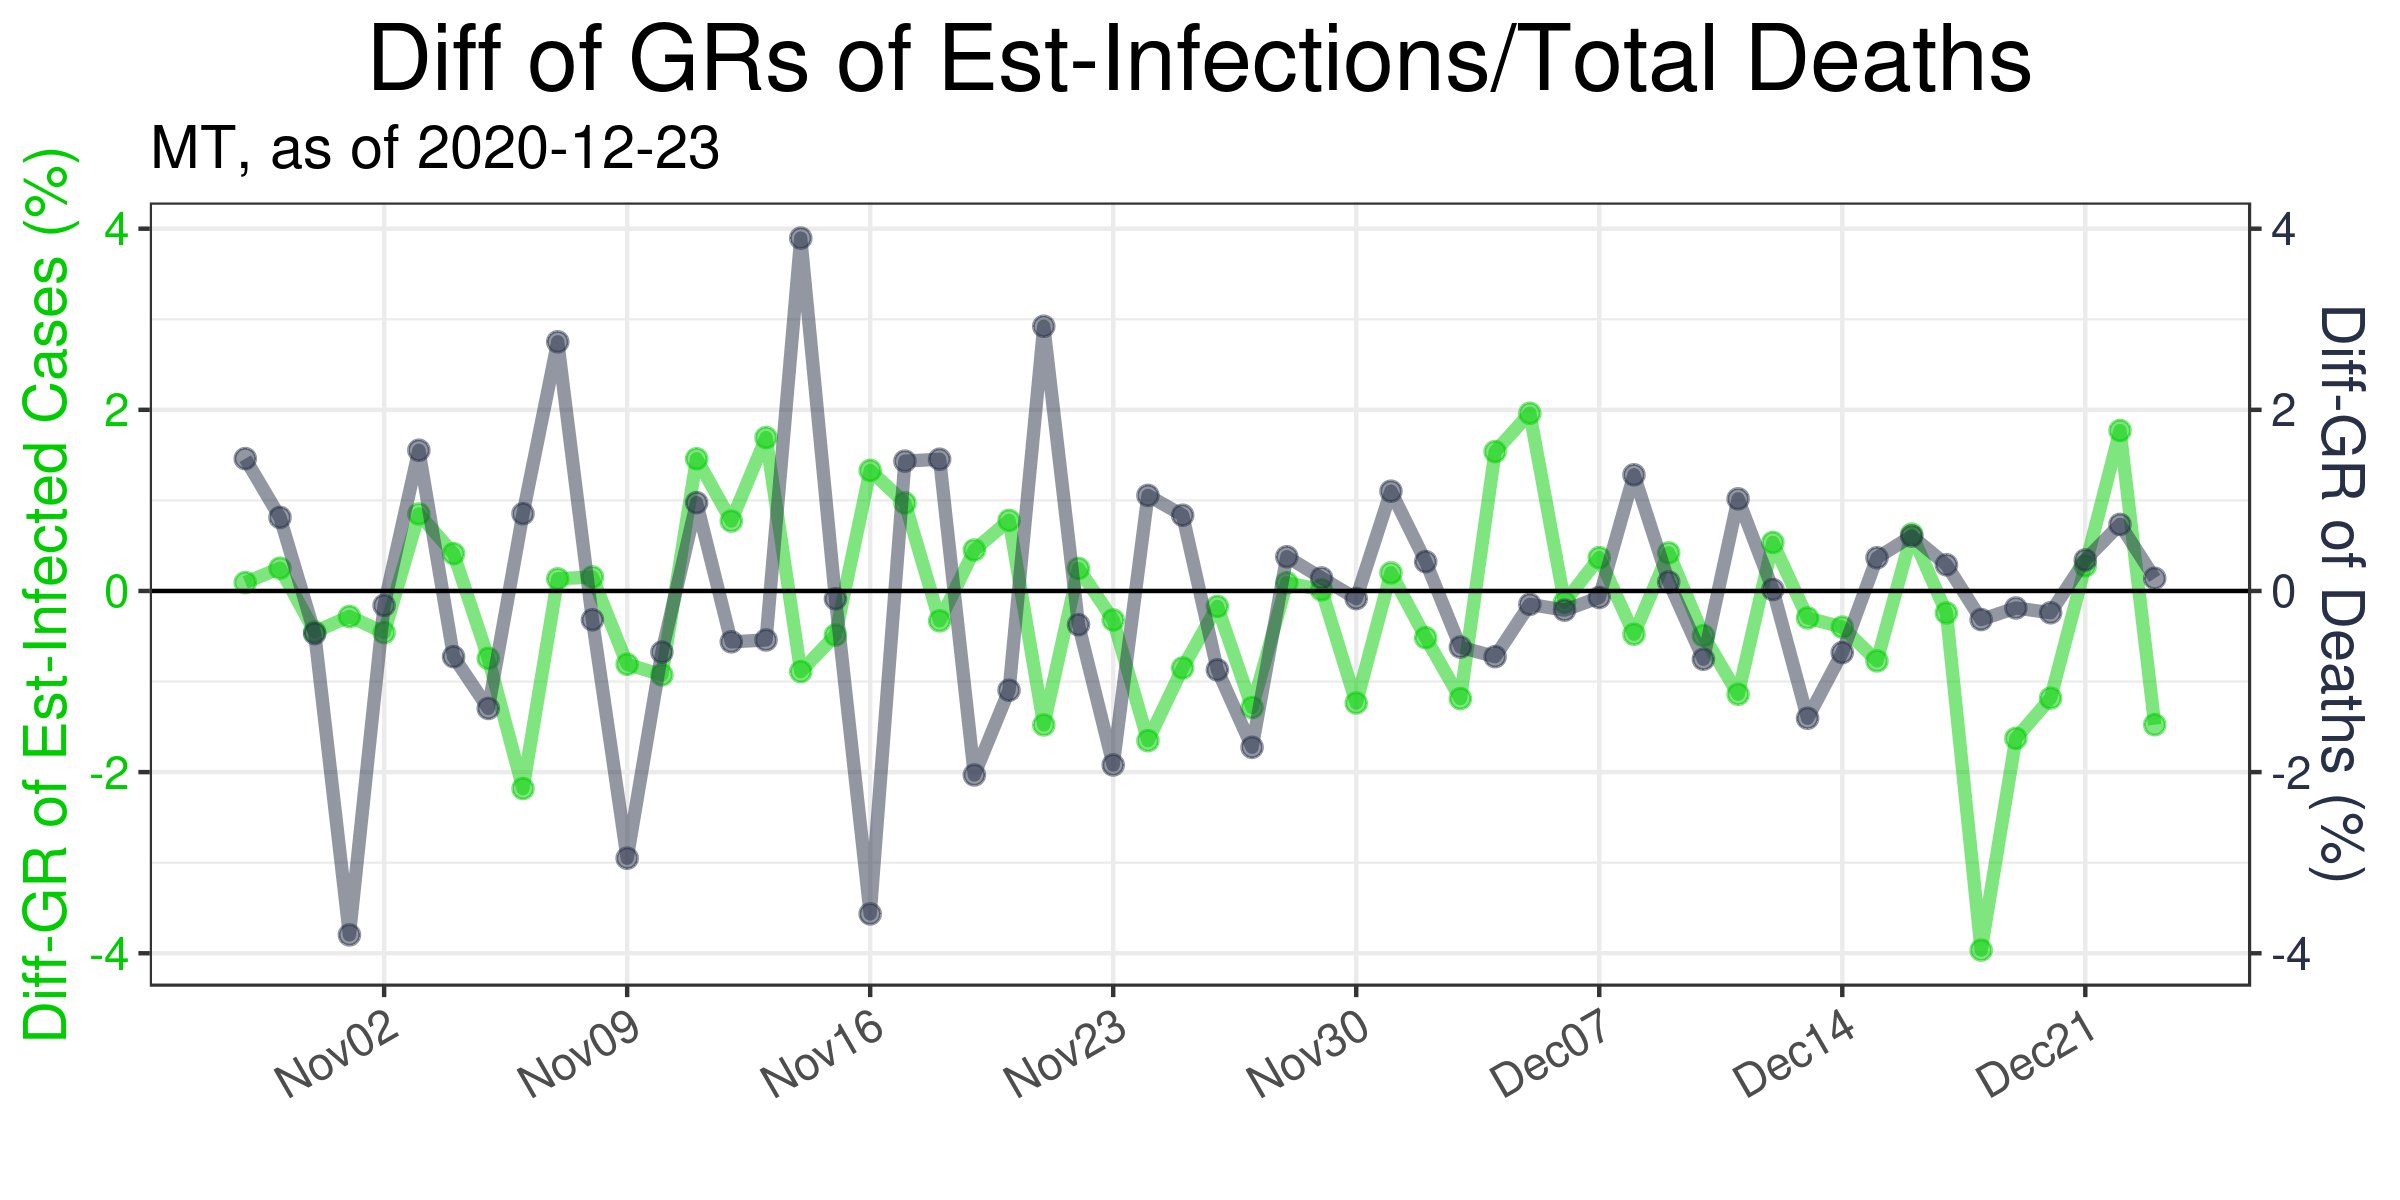 Diff of GRs of Est-Infections/Total Deaths
MT, as of 2020-12-23
Diff-GR of Est-Infected Cases (%)
4
2
0
-2
-4
4
2
0
-2
-4
Diff-GR of Deaths (%)
Nov02
Nov09
Nov16
Nov23
Nov30
Dec07
Dec14
Dec21